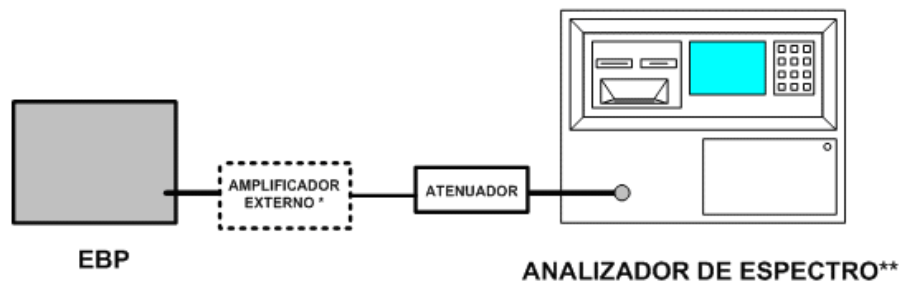 AMPLIFICADOR
EXTERNO *
ATENUADOR
EBP
ANALIZADOR DE ESPECTRO**